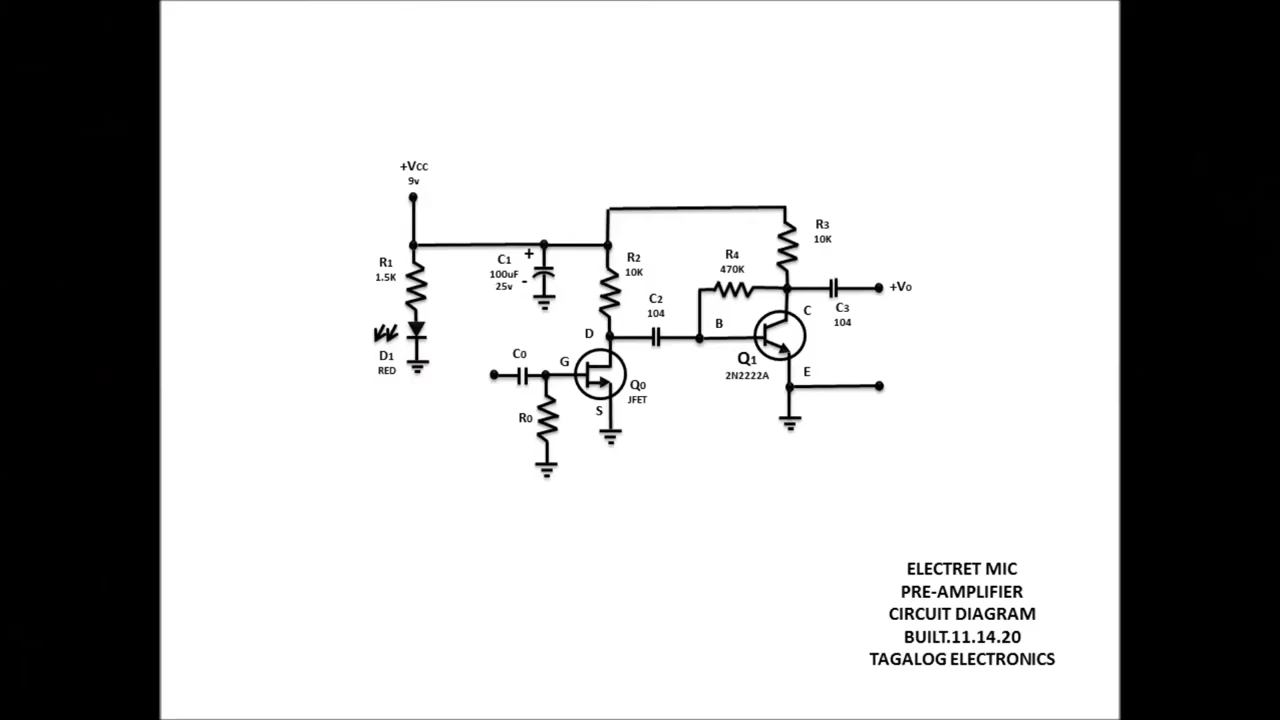 +Vcc
9v
R1
1.5K
D1
RED
C1
100uF
25v
+
-
R2
10K
C0
R0
G
D
S
Q0
JFET
C2
104
R4
470K
B
Q1
2N2222A
R3
10K
C
E
C3
104
+Vo
ELECTRET MIC
PRE-AMPLIFIER
CIRCUIT DIAGRAM
BUILT.11.14.20
TAGALOG ELECTRONICS